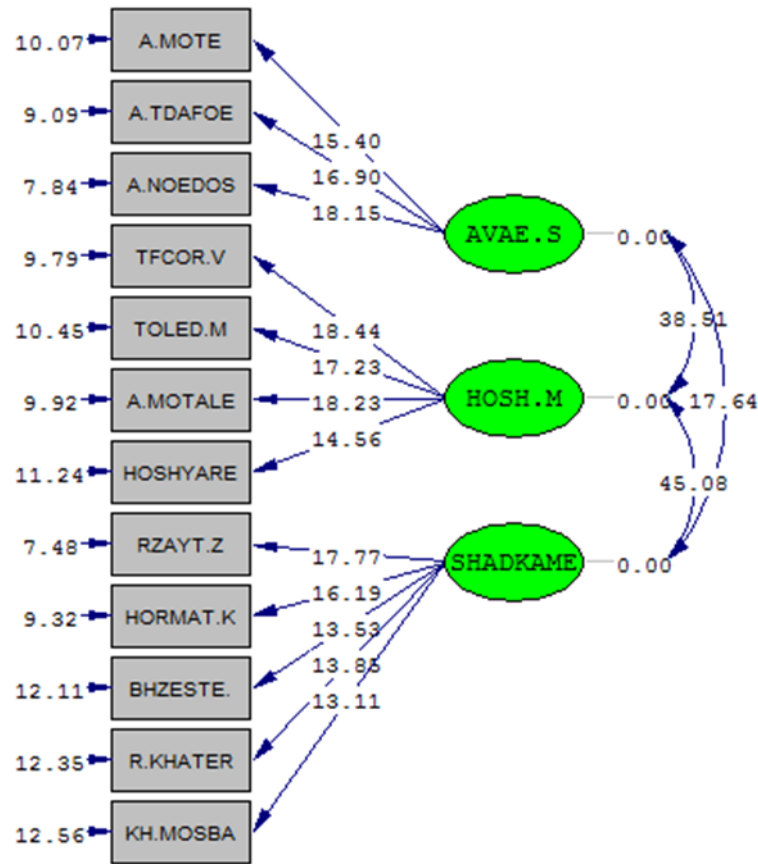 10.07 A.MOTE
9.09 A.TDAFOE
15.40
16.90
7.84 A.NOEDOS
18.15
AVAE.S 0.00
9.79 TFCOR.V
38.51
10.45 TOLED.M
18.44
17.23
9.92 A.MOTALE
18.23
HOSH.M 0.00 17.64
14.56
11.24 HOSHYARE
45.08
7.48 RZAYT.Z
17.77
SHADKAME 0.00
16.19
9.32 HORMAT.K
13.53
13.85
12.11 BHZESTE.
13.11
12.35 R.KHATER
12.56 KH.MOSBA